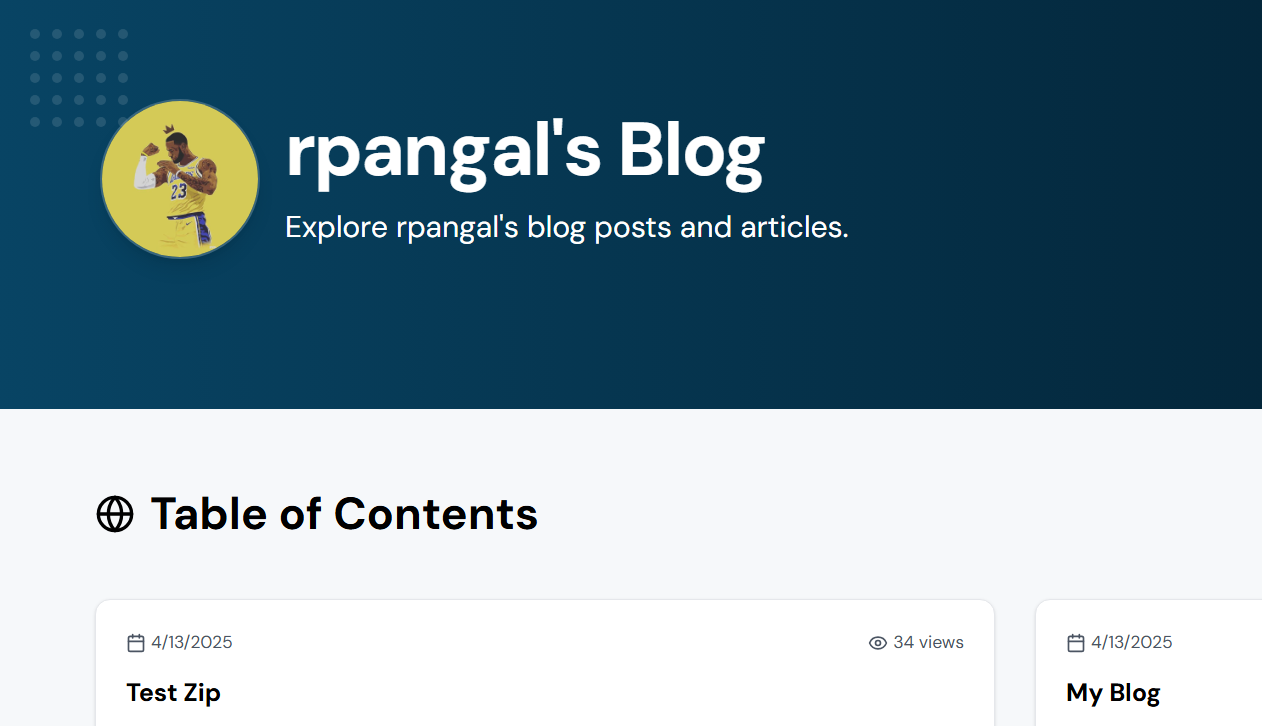 rpangal's Blog
Explore rpangal's blog posts and articles.
23
Table of Contents
4/13/2025
34 views
Test Zip
4/13/2025
My Blog